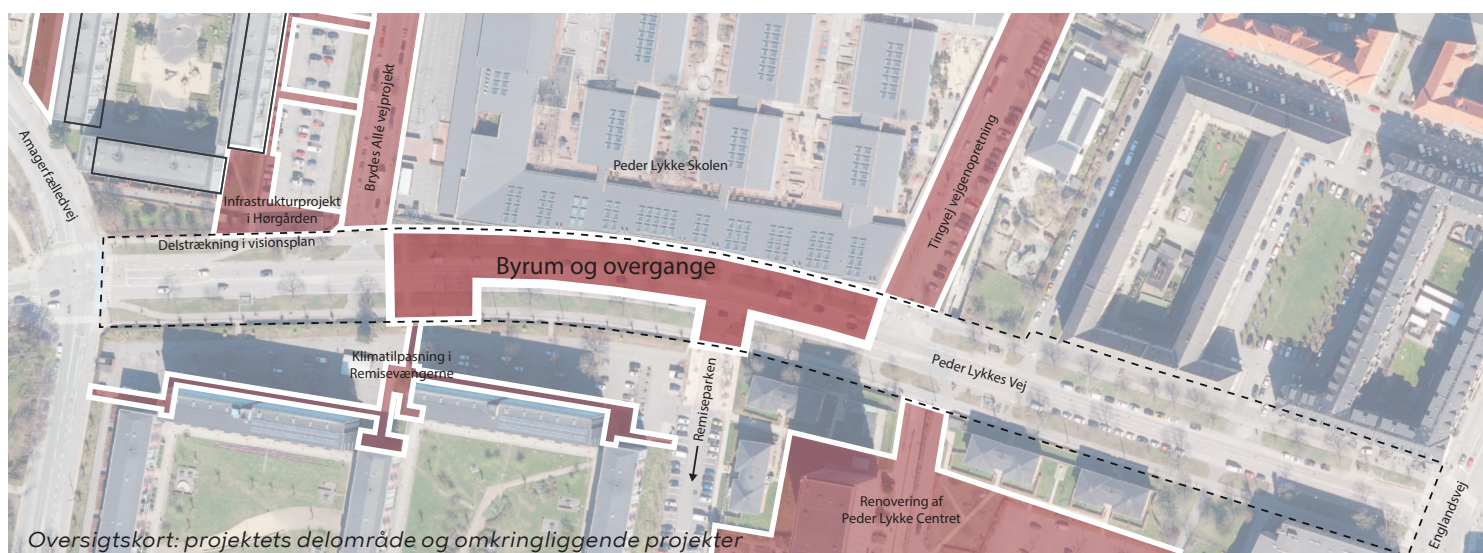 Amagerfælledvej
Brydes Allé vejprojekt
Peder Lykke Skolen
Tingvej vejgenopretning
Infrastrukturprojekt
i Hørgården
Delstrækning i visionsplan
Byrum og overgange
Klimatilpasning i
Remisevængerne
Remiseparken
Peder Lykkes Vej
Renovering af
Peder Lykke Centret
Englandsvej
Oversigtskort: projektets delområde og omkringliggende projekter